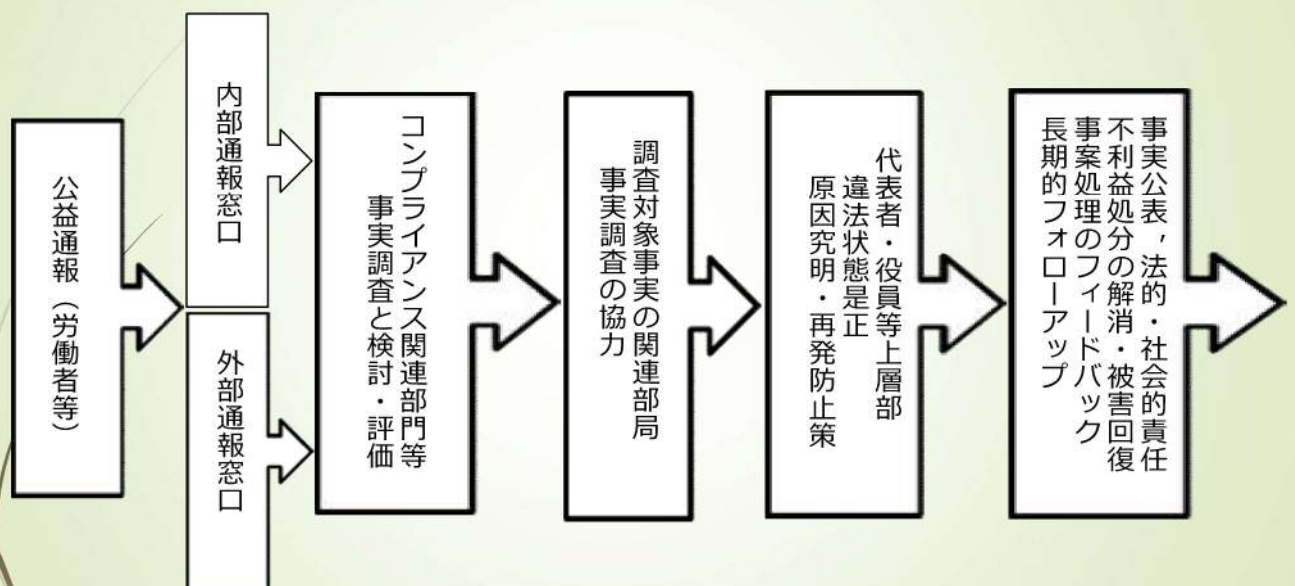 公益通報（労働者等）
内部通報窓口
外部通報窓口
コンプライアンス関連部門等
事実調査と検討・評価
調査対象事実の関連部局
事実調査の協力
代表者・役員等上層部
違法状態是正
原因究明・再発防止策
事実公表，法的・社会的責任
不利益処分の解消・被害回復
事案処理のフィードバック
長期的フォローアップ